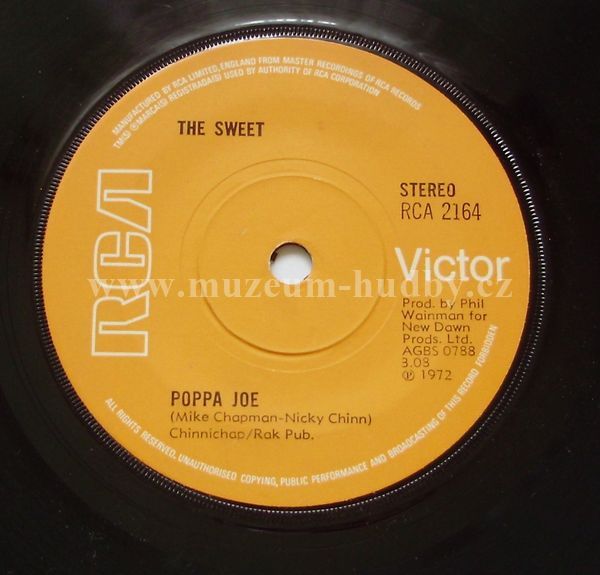 MANUFACTURED BY RCA LIMITED, ENGLAND FROM MASTER RECORDINGS OF RCA RECORDS
TM(S) ® MARCA(S) REGISTRADA(S) USED BY AUTHORITY OF RCA CORPORATION
THE SWEET
STEREO
RCA 2164
RCA
Victor
www.muzeum-hudby.cz
Prod. by Phil
Wainman for
New Dawn
Prods. Ltd.
AGBS 0788
3.03
℗ 1972
POPPA JOE
(Mike Chapman-Nicky Chinn)
Chinnichap/Rak Pub.
ALL RIGHTS RESERVED. UNAUTHORISED COPYING, PUBLIC PERFORMANCE AND BROADCASTING OF THIS RECORD FORBIDDEN